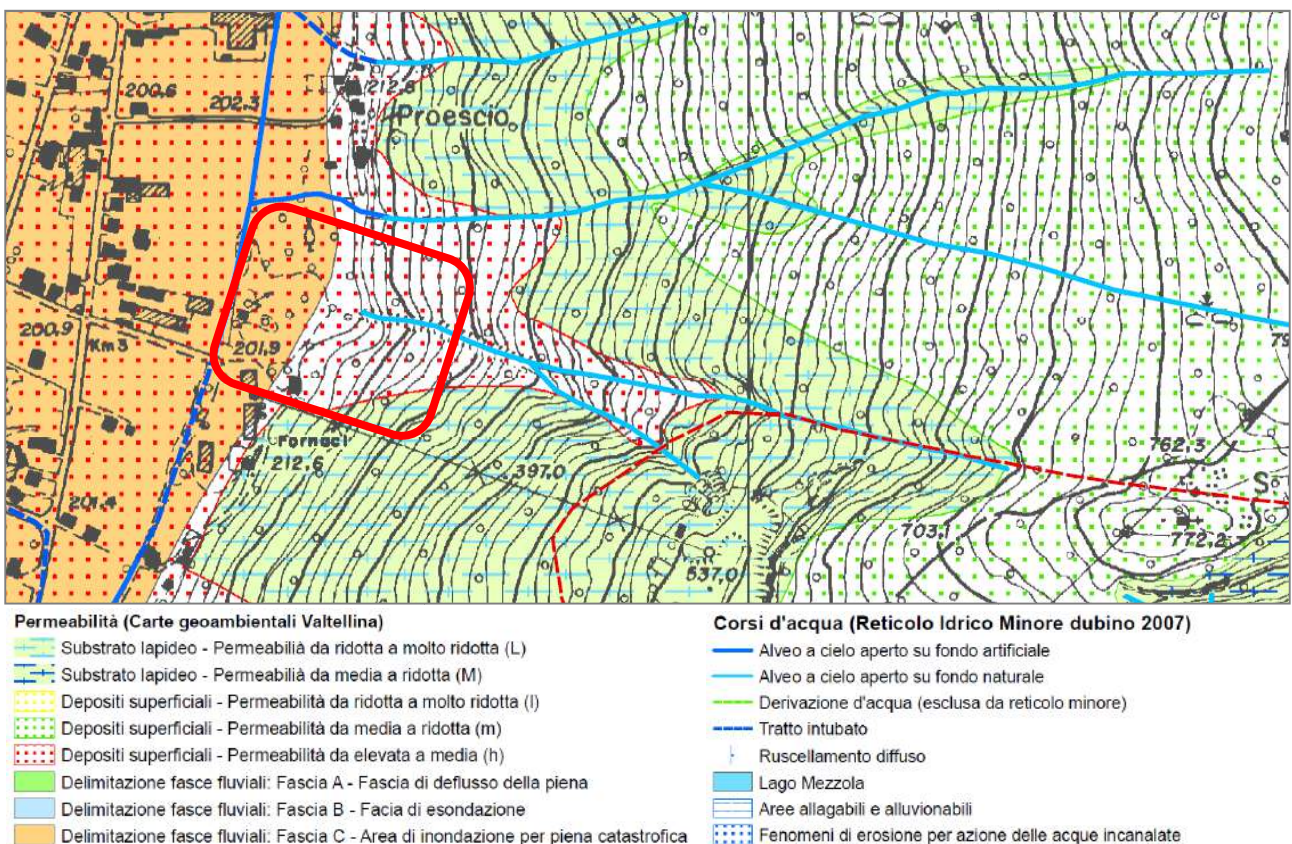 200.6
202.3
212.8
Proescio
200.9
Km 3
201.9
Fornaci
212.6
201.4
397.0
537.0
703.1
762.3
772.2
79
S
Permeabilità (Carte geoambientali Valtellina)
Substrato lapideo - Permeabilià da ridotta a molto ridotta (L)
Substrato lapideo - Permeabilià da media a ridotta (M)
Depositi superficiali - Permeabilità da ridotta a molto ridotta (l)
Depositi superficiali - Permeabilità da media a ridotta (m)
Depositi superficiali - Permeabilità da elevata a media (h)
Delimitazione fasce fluviali: Fascia A - Fascia di deflusso della piena
Delimitazione fasce fluviali: Fascia B - Facia di esondazione
Delimitazione fasce fluviali: Fascia C - Area di inondazione per piena catastrofica
Corsi d'acqua (Reticolo Idrico Minore dubino 2007)
Alveo a cielo aperto su fondo artificiale
Alveo a cielo aperto su fondo naturale
Derivazione d'acqua (esclusa da reticolo minore)
Tratto intubato
Ruscellamento diffuso
Lago Mezzola
Aree allagabili e alluvionabili
Fenomeni di erosione per azione delle acque incanalate